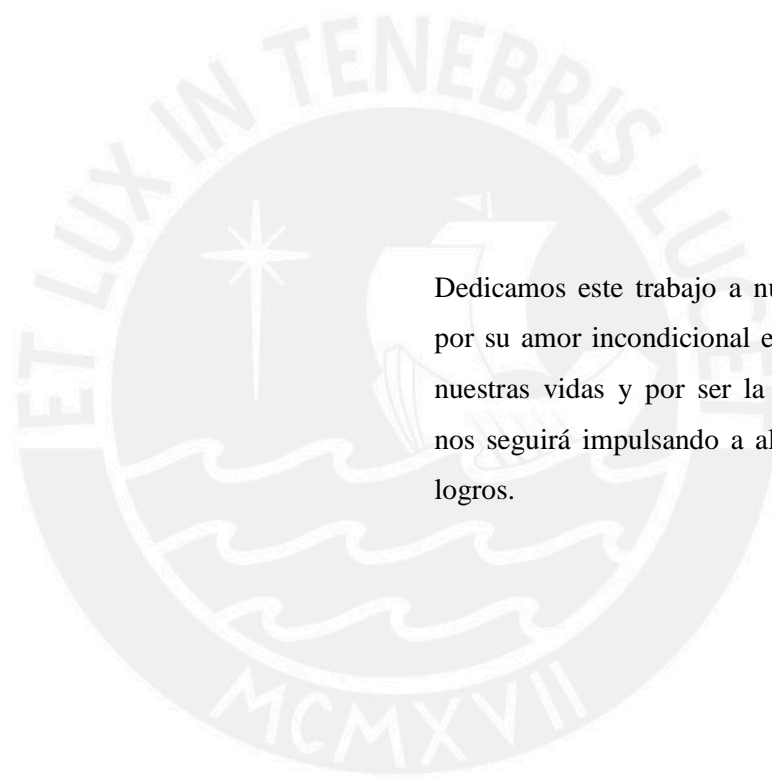 ET LUX IN TENEBRIS LUCET
Dedicamos este trabajo a nu
por su amor incondicional e
nuestras vidas y por ser la
nos seguirá impulsando a al
logros.
MCMXVII